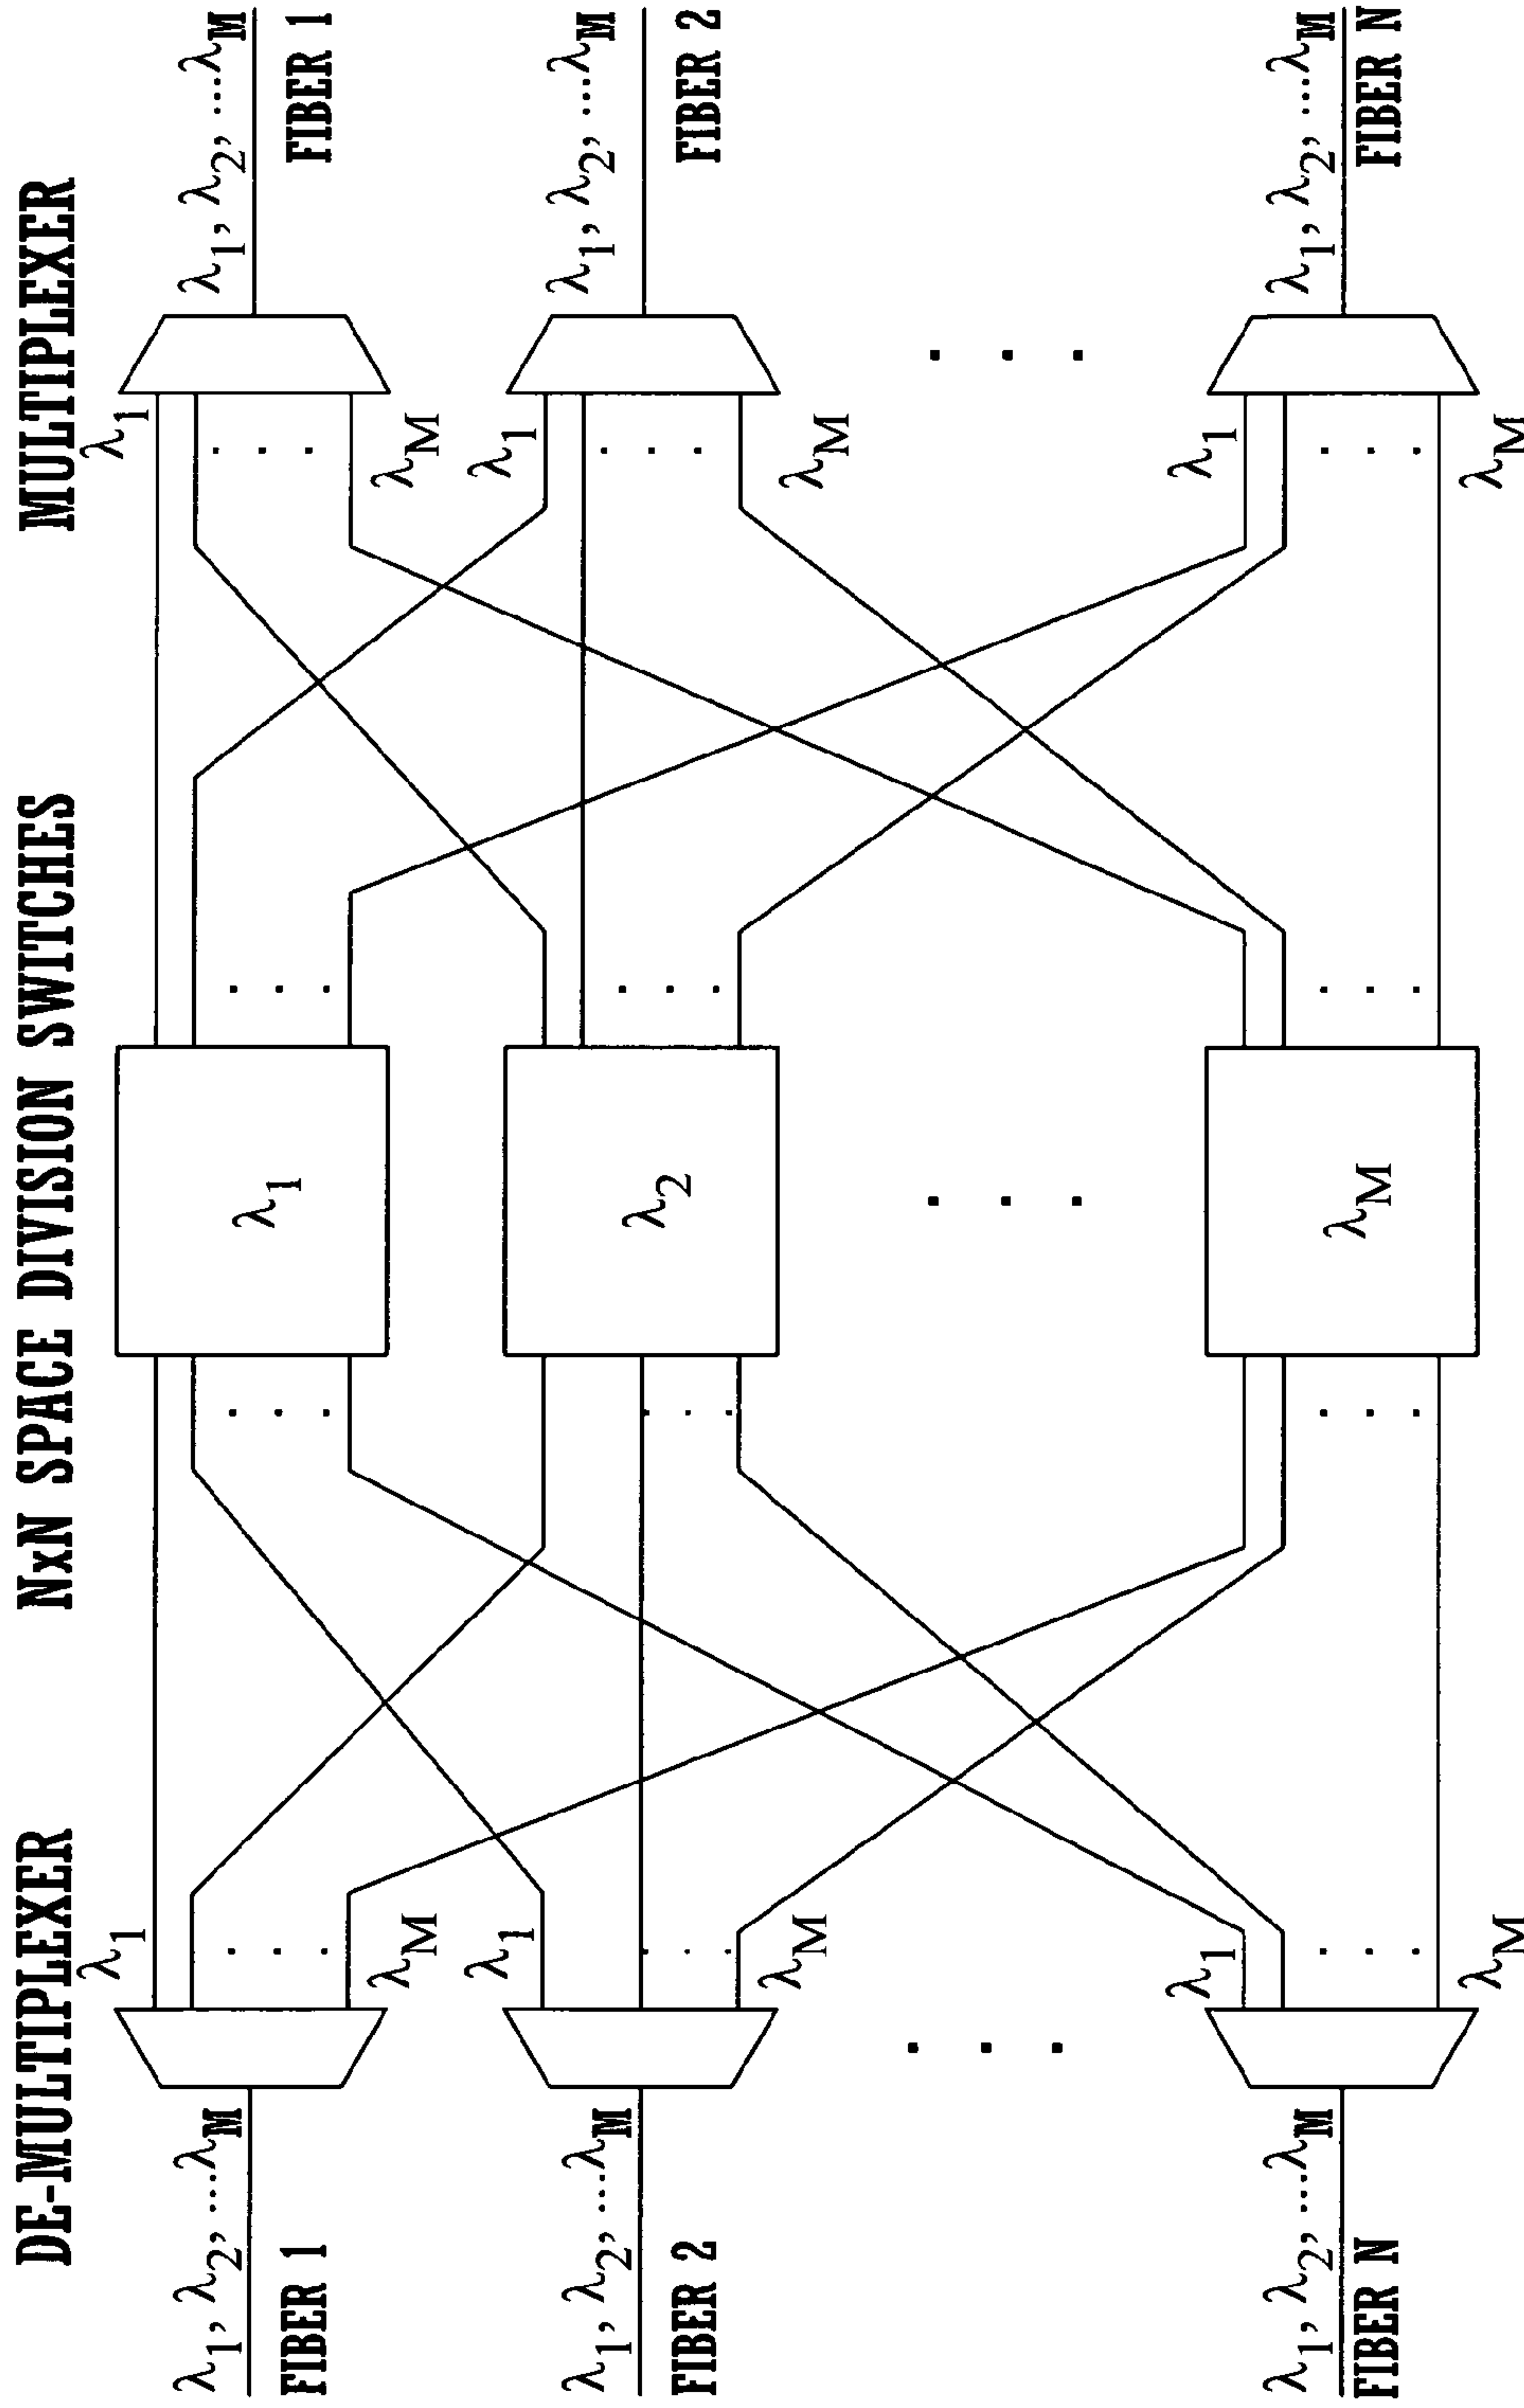 DE-MULTIPLEXER
NxN SPACE DIVISION SWITCHES
MULTIPLEXER
λ1, λ2, ...λM
FIBER 1
λ1
λM
λ1
λ1
λM
λ1, λ2, ...λM
FIBER 1
λ1, λ2, ...λM
FIBER 2
λ1
λM
λ2
λ1
λM
λ1, λ2, ...λM
FIBER 2
λ1, λ2, ...λM
FIBER N
λ1
λM
λM
λ1
λM
λ1, λ2, ...λM
FIBER N